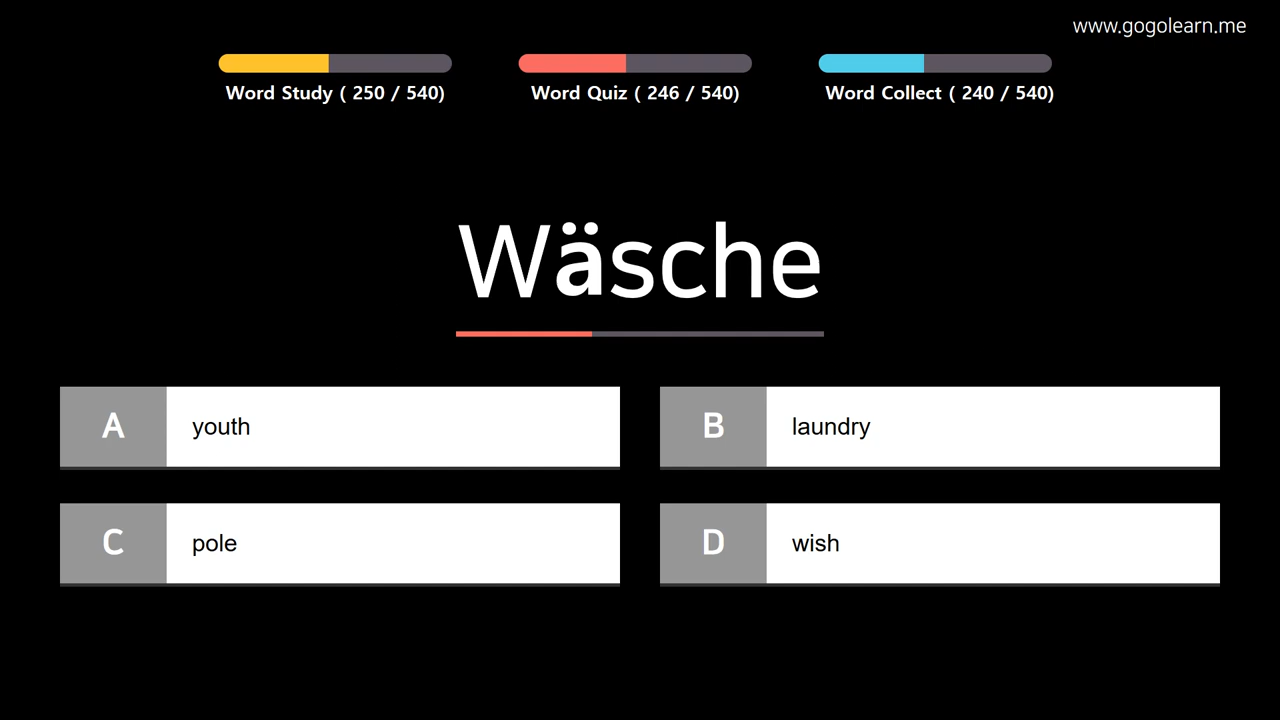 www.gogolearn.me
Word Study ( 250 / 540)
Word Quiz ( 246 / 540)
Word Collect ( 240 / 540)
Wäsche
A youth
B laundry
C pole
D wish